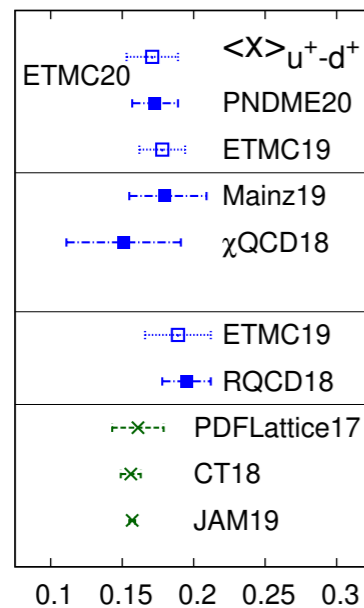 <X>u+-d+
ETMC20
PNDME20
ETMC19
Mainz19
χQCD18
ETMC19
RQCD18
PDFLattice17
CT18
JAM19
0.1 0.15 0.2 0.25 0.3